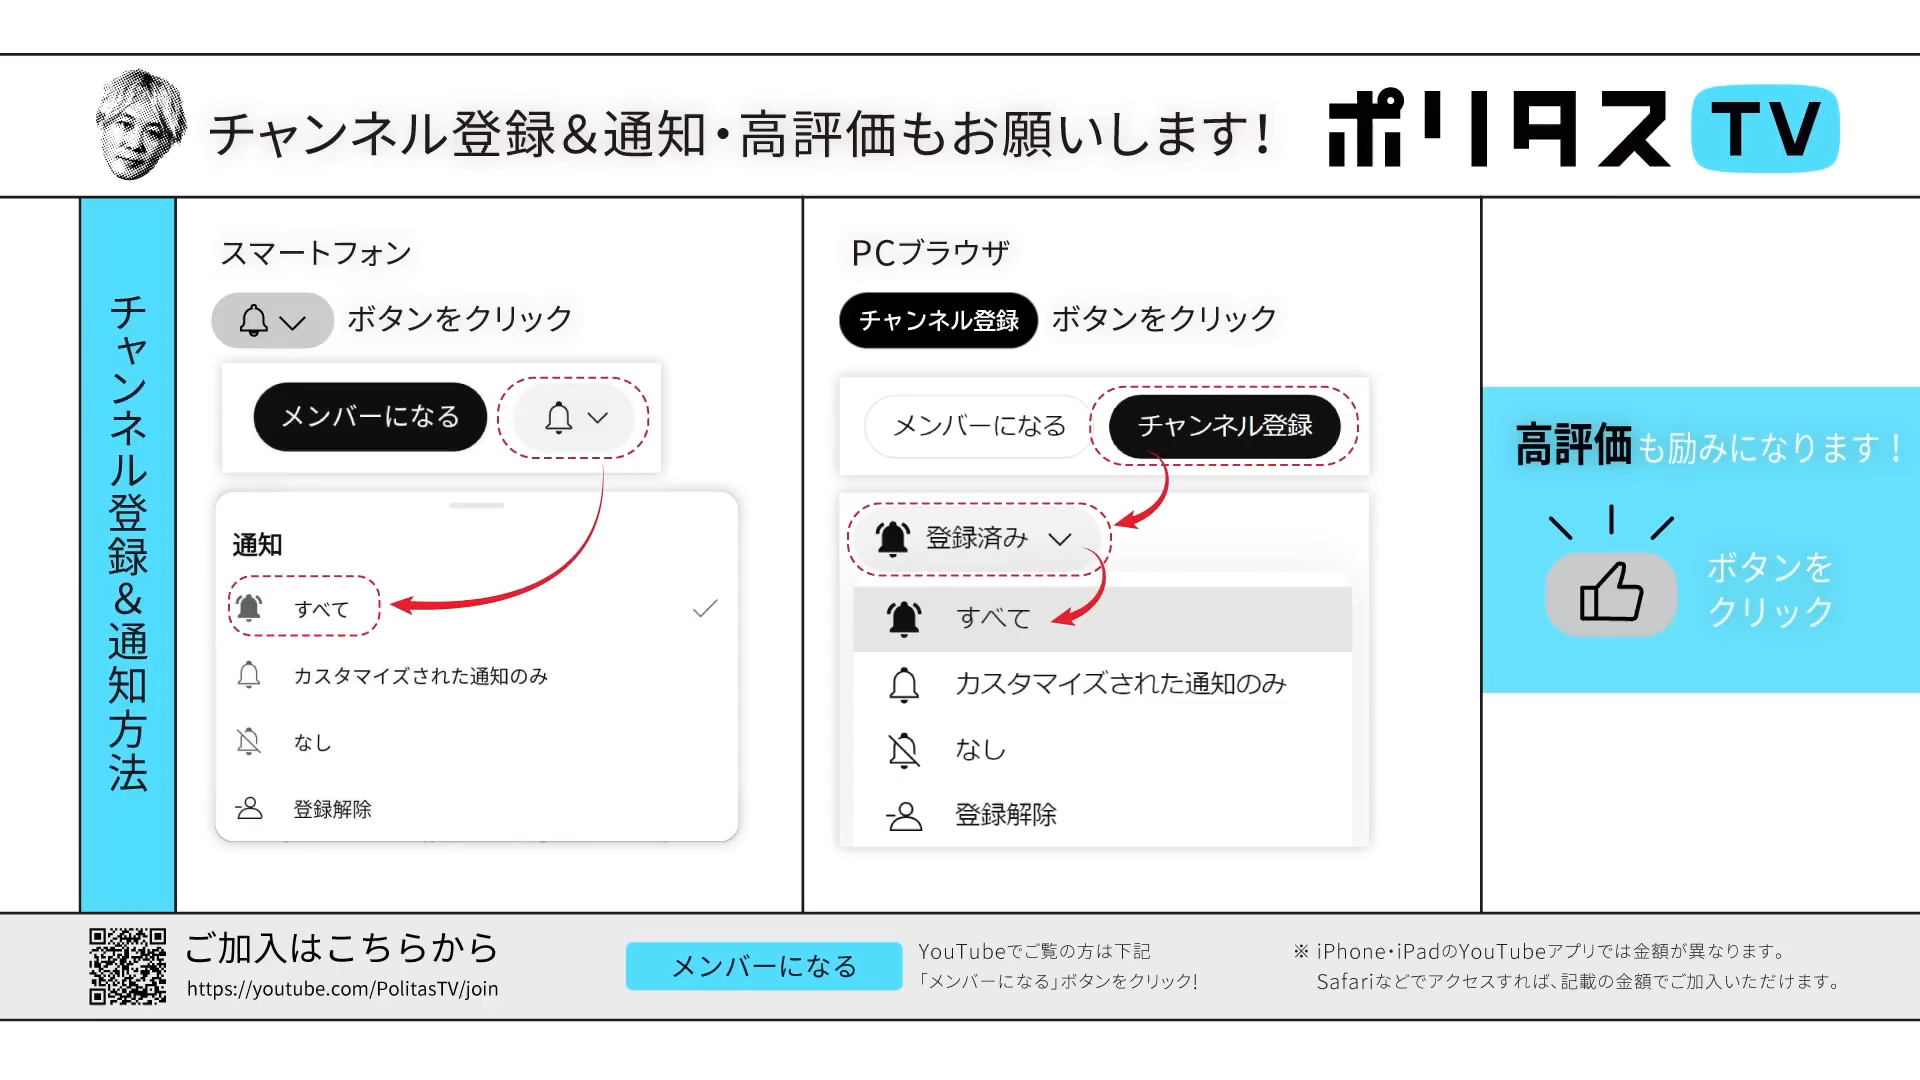 チャンネル登録&通知・高評価もお願いします!
ポリタスTV
チャンネル登録&通知方法
スマートフォン
ボタンをクリック
メンバーになる
通知
すべて
カスタマイズされた通知のみ
なし
登録解除
PCブラウザ
チャンネル登録 ボタンをクリック
メンバーになる チャンネル登録
登録済み
すべて
カスタマイズされた通知のみ
なし
登録解除
高評価も励みになります!
ボタンを
クリック
ご加入はこちらから
https://youtube.com/PolitasTV/join
メンバーになる
YouTubeでご覧の方は下記
「メンバーになる」ボタンをクリック!
※ iPhone・iPadのYouTubeアプリでは金額が異なります。
Safariなどでアクセスすれば、記載の金額でご加入いただけます。